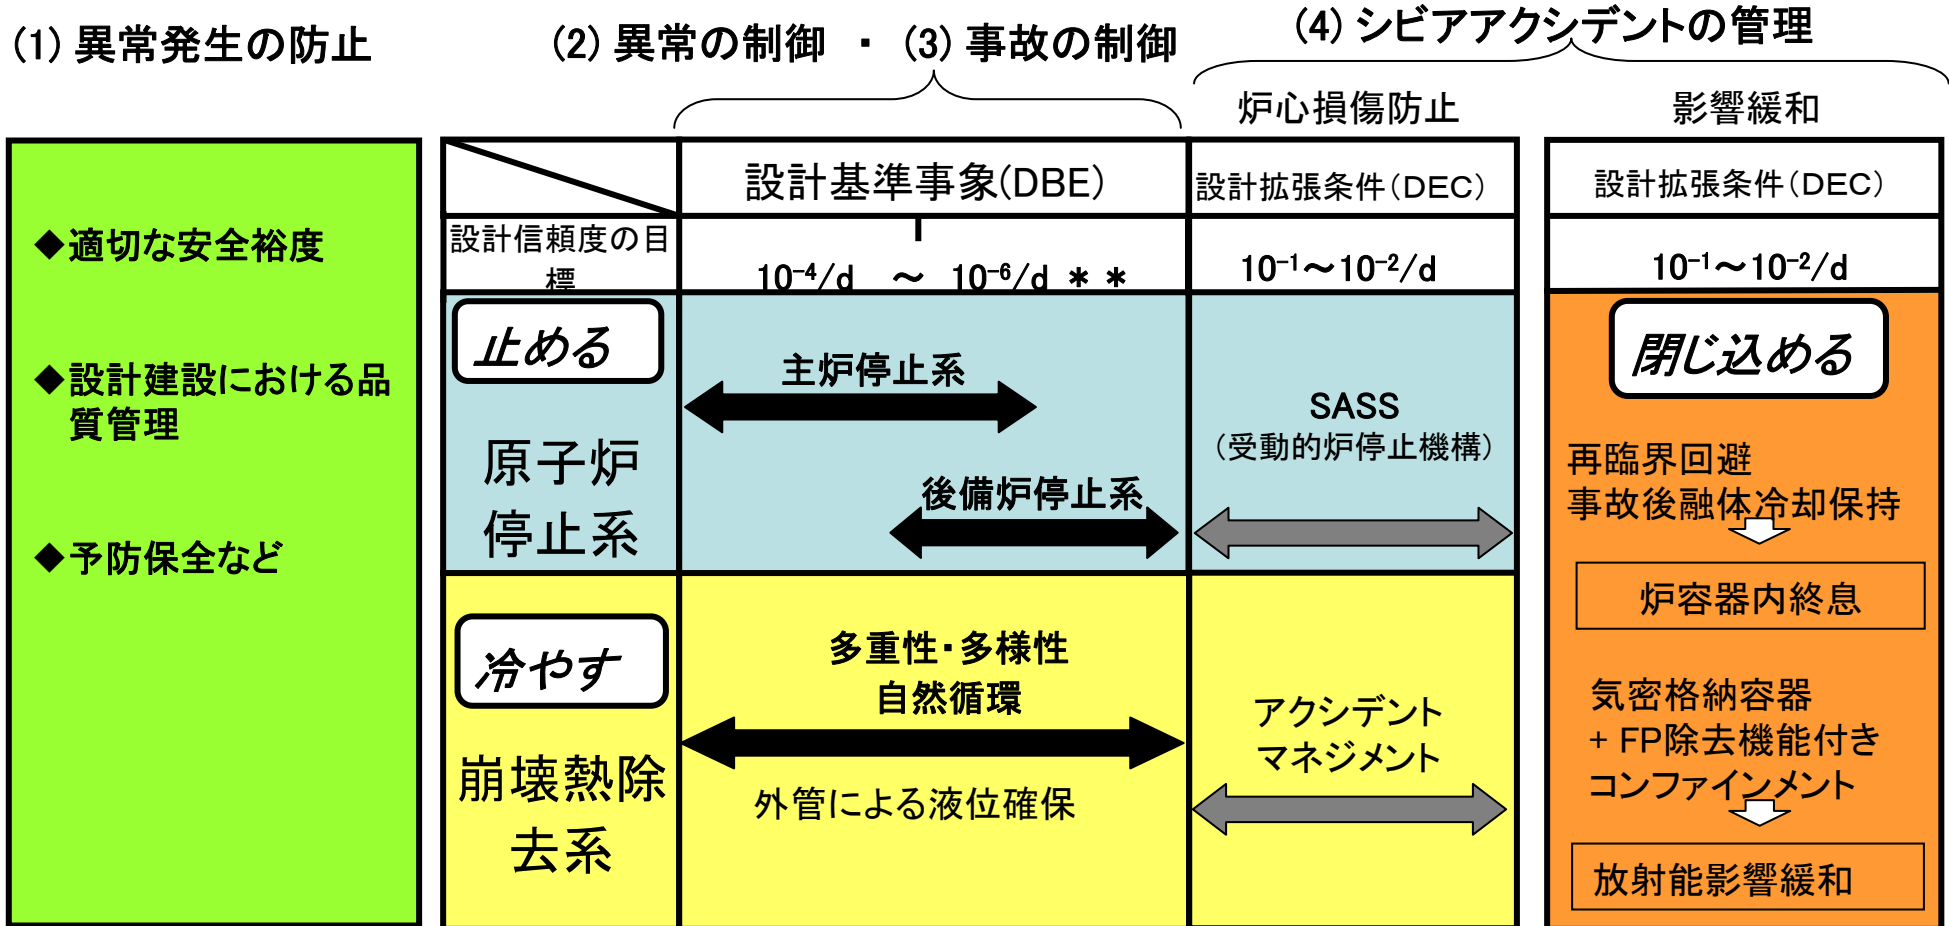 (1) 異常発生の防止
(2) 異常の制御 ・ (3) 事故の制御
(4) シビアアクシデントの管理
炉心損傷防止
影響緩和
◆適切な安全裕度
◆設計建設における品
質管理
◆予防保全など
設計基準事象(DBE)
設計拡張条件（DEC）
設計拡張条件（DEC）
設計信頼度の目
標
10⁻⁴/d ～ 10⁻⁶/d ＊＊
10⁻¹～10⁻²/d
10⁻¹～10⁻²/d
止める
原子炉
停止系
主炉停止系
後備炉停止系
SASS
（受動的炉停止機構）
冷やす
崩壊熱除
去系
多重性・多様性
自然循環
外管による液位確保
アクシデント
マネジメント
閉じ込める
再臨界回避
事故後融体冷却保持
炉容器内終息
気密格納容器
+ FP除去機能付き
コンファインメント
放射能影響緩和